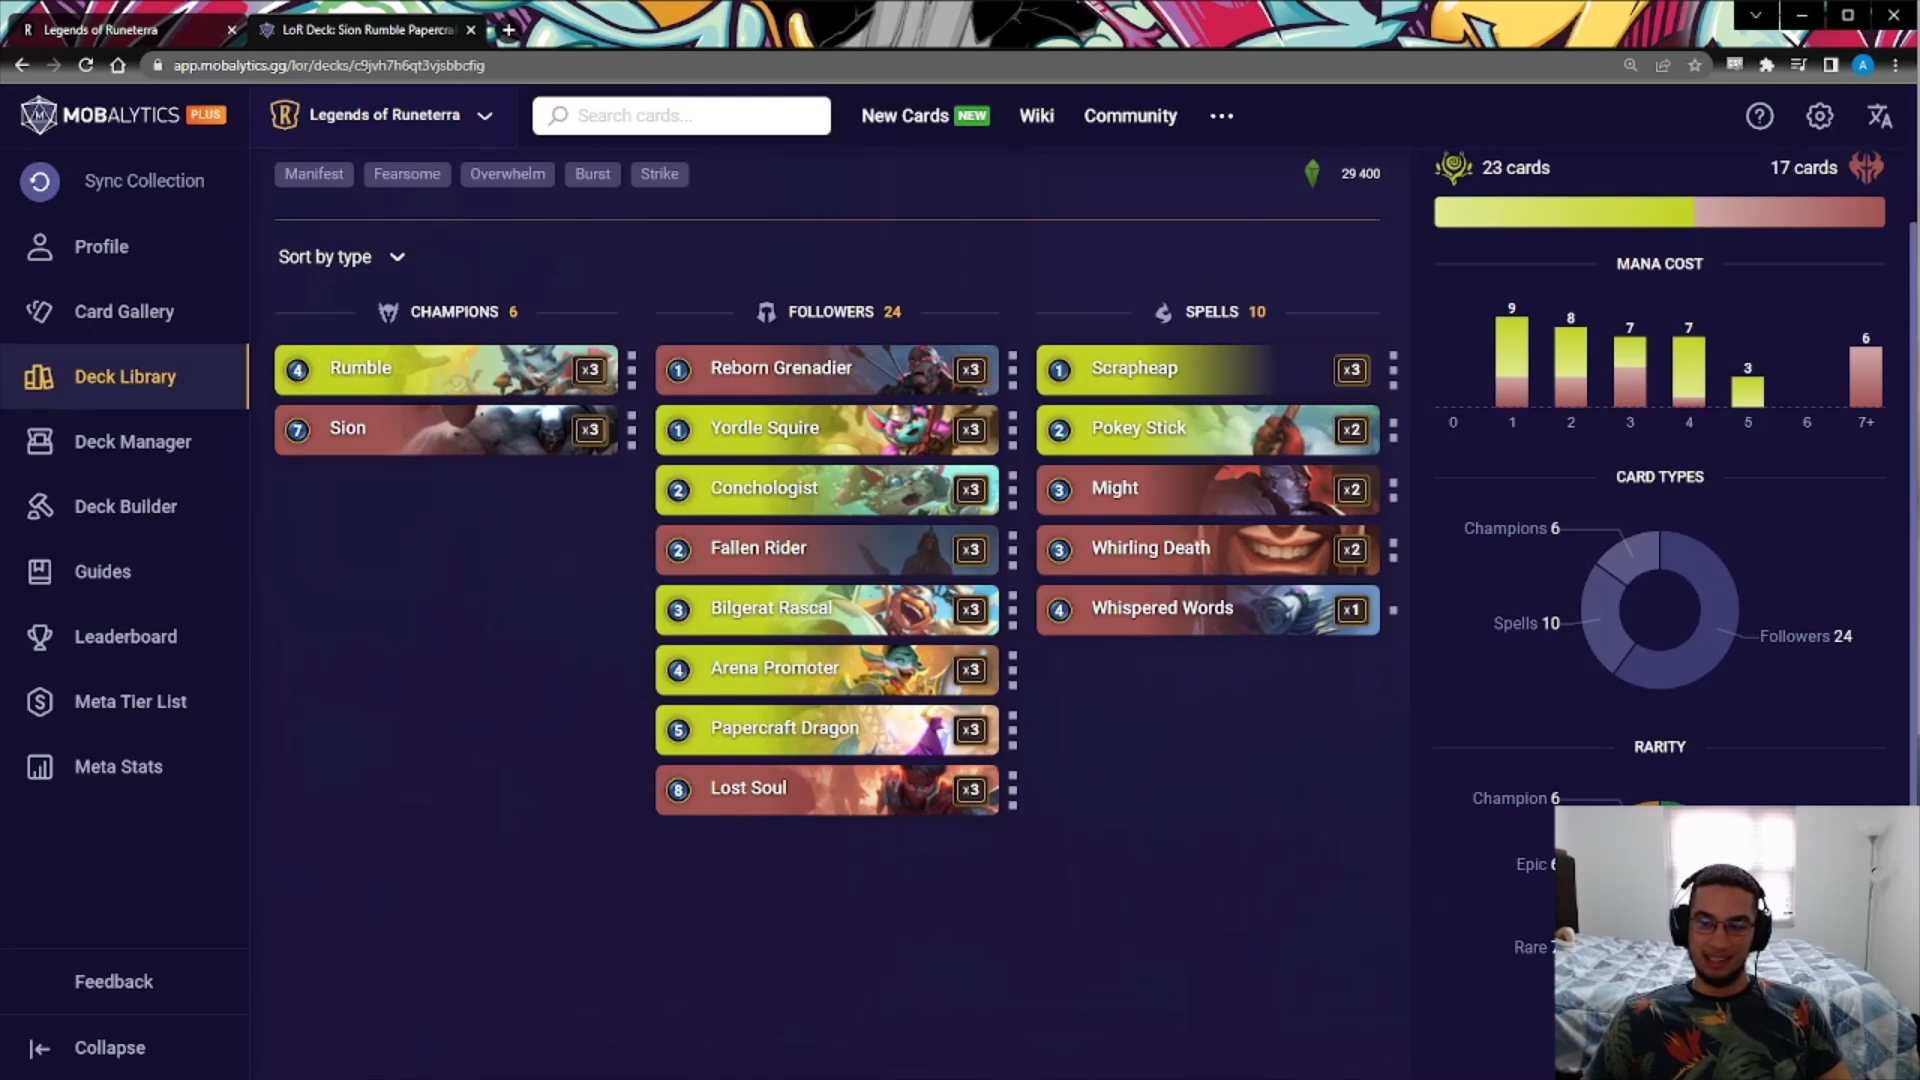 Legends of Runeterra
LoR Deck: Sion Rumble Papercra
app.mobalytics.gg/lor/decks/c9jvh7h6qt3vjsbbcfig
A
MOBALYTICS PLUS
Legends of Runeterra
Search cards...
New Cards NEW
Wiki
Community
Sync Collection
Profile
Card Gallery
Deck Library
Deck Manager
Deck Builder
Guides
Leaderboard
Meta Tier List
Meta Stats
Feedback
Collapse
Manifest
Fearsome
Overwhelm
Burst
Strike
29 400
Sort by type
CHAMPIONS 6
4 Rumble x3
7 Sion x3
FOLLOWERS 24
1 Reborn Grenadier x3
1 Yordle Squire x3
2 Conchologist x3
2 Fallen Rider x3
3 Bilgerat Rascal x3
4 Arena Promoter x3
5 Papercraft Dragon x3
8 Lost Soul x3
SPELLS 10
1 Scrapheap x3
2 Pokey Stick x2
3 Might x2
3 Whirling Death x2
4 Whispered Words x1
23 cards
17 cards
MANA COST
9 8 7 7 3 6
0 1 2 3 4 5 6 7+
CARD TYPES
Champions 6
Spells 10
Followers 24
RARITY
Champion 6
Epic
Rare